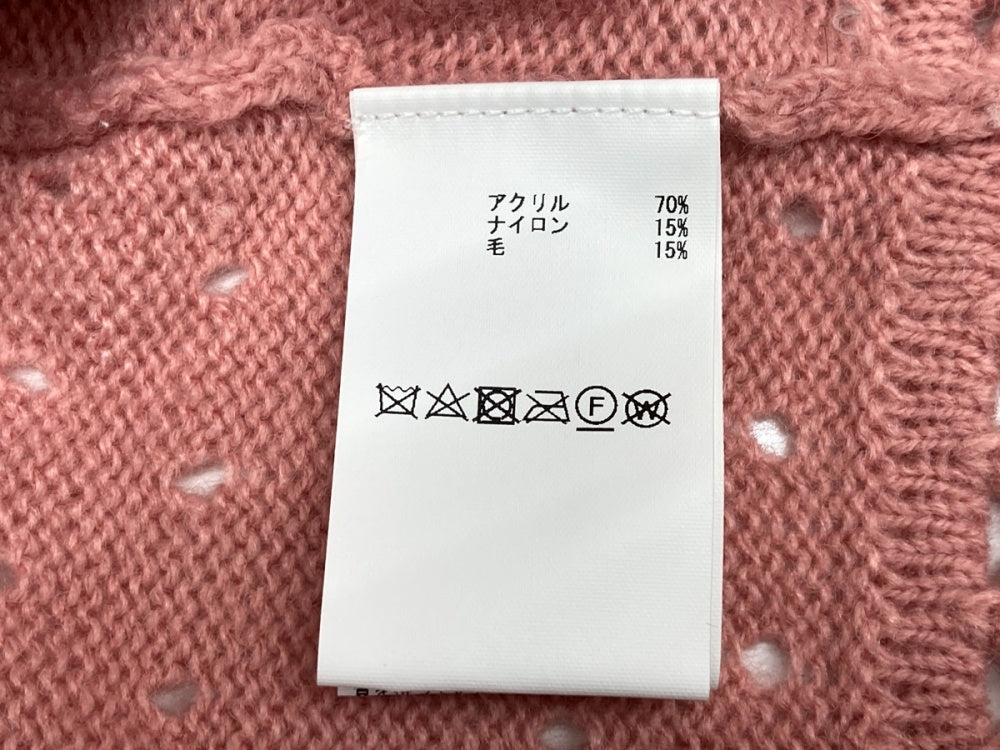 アクリル 70%
ナイロン 15%
毛 15%
F W